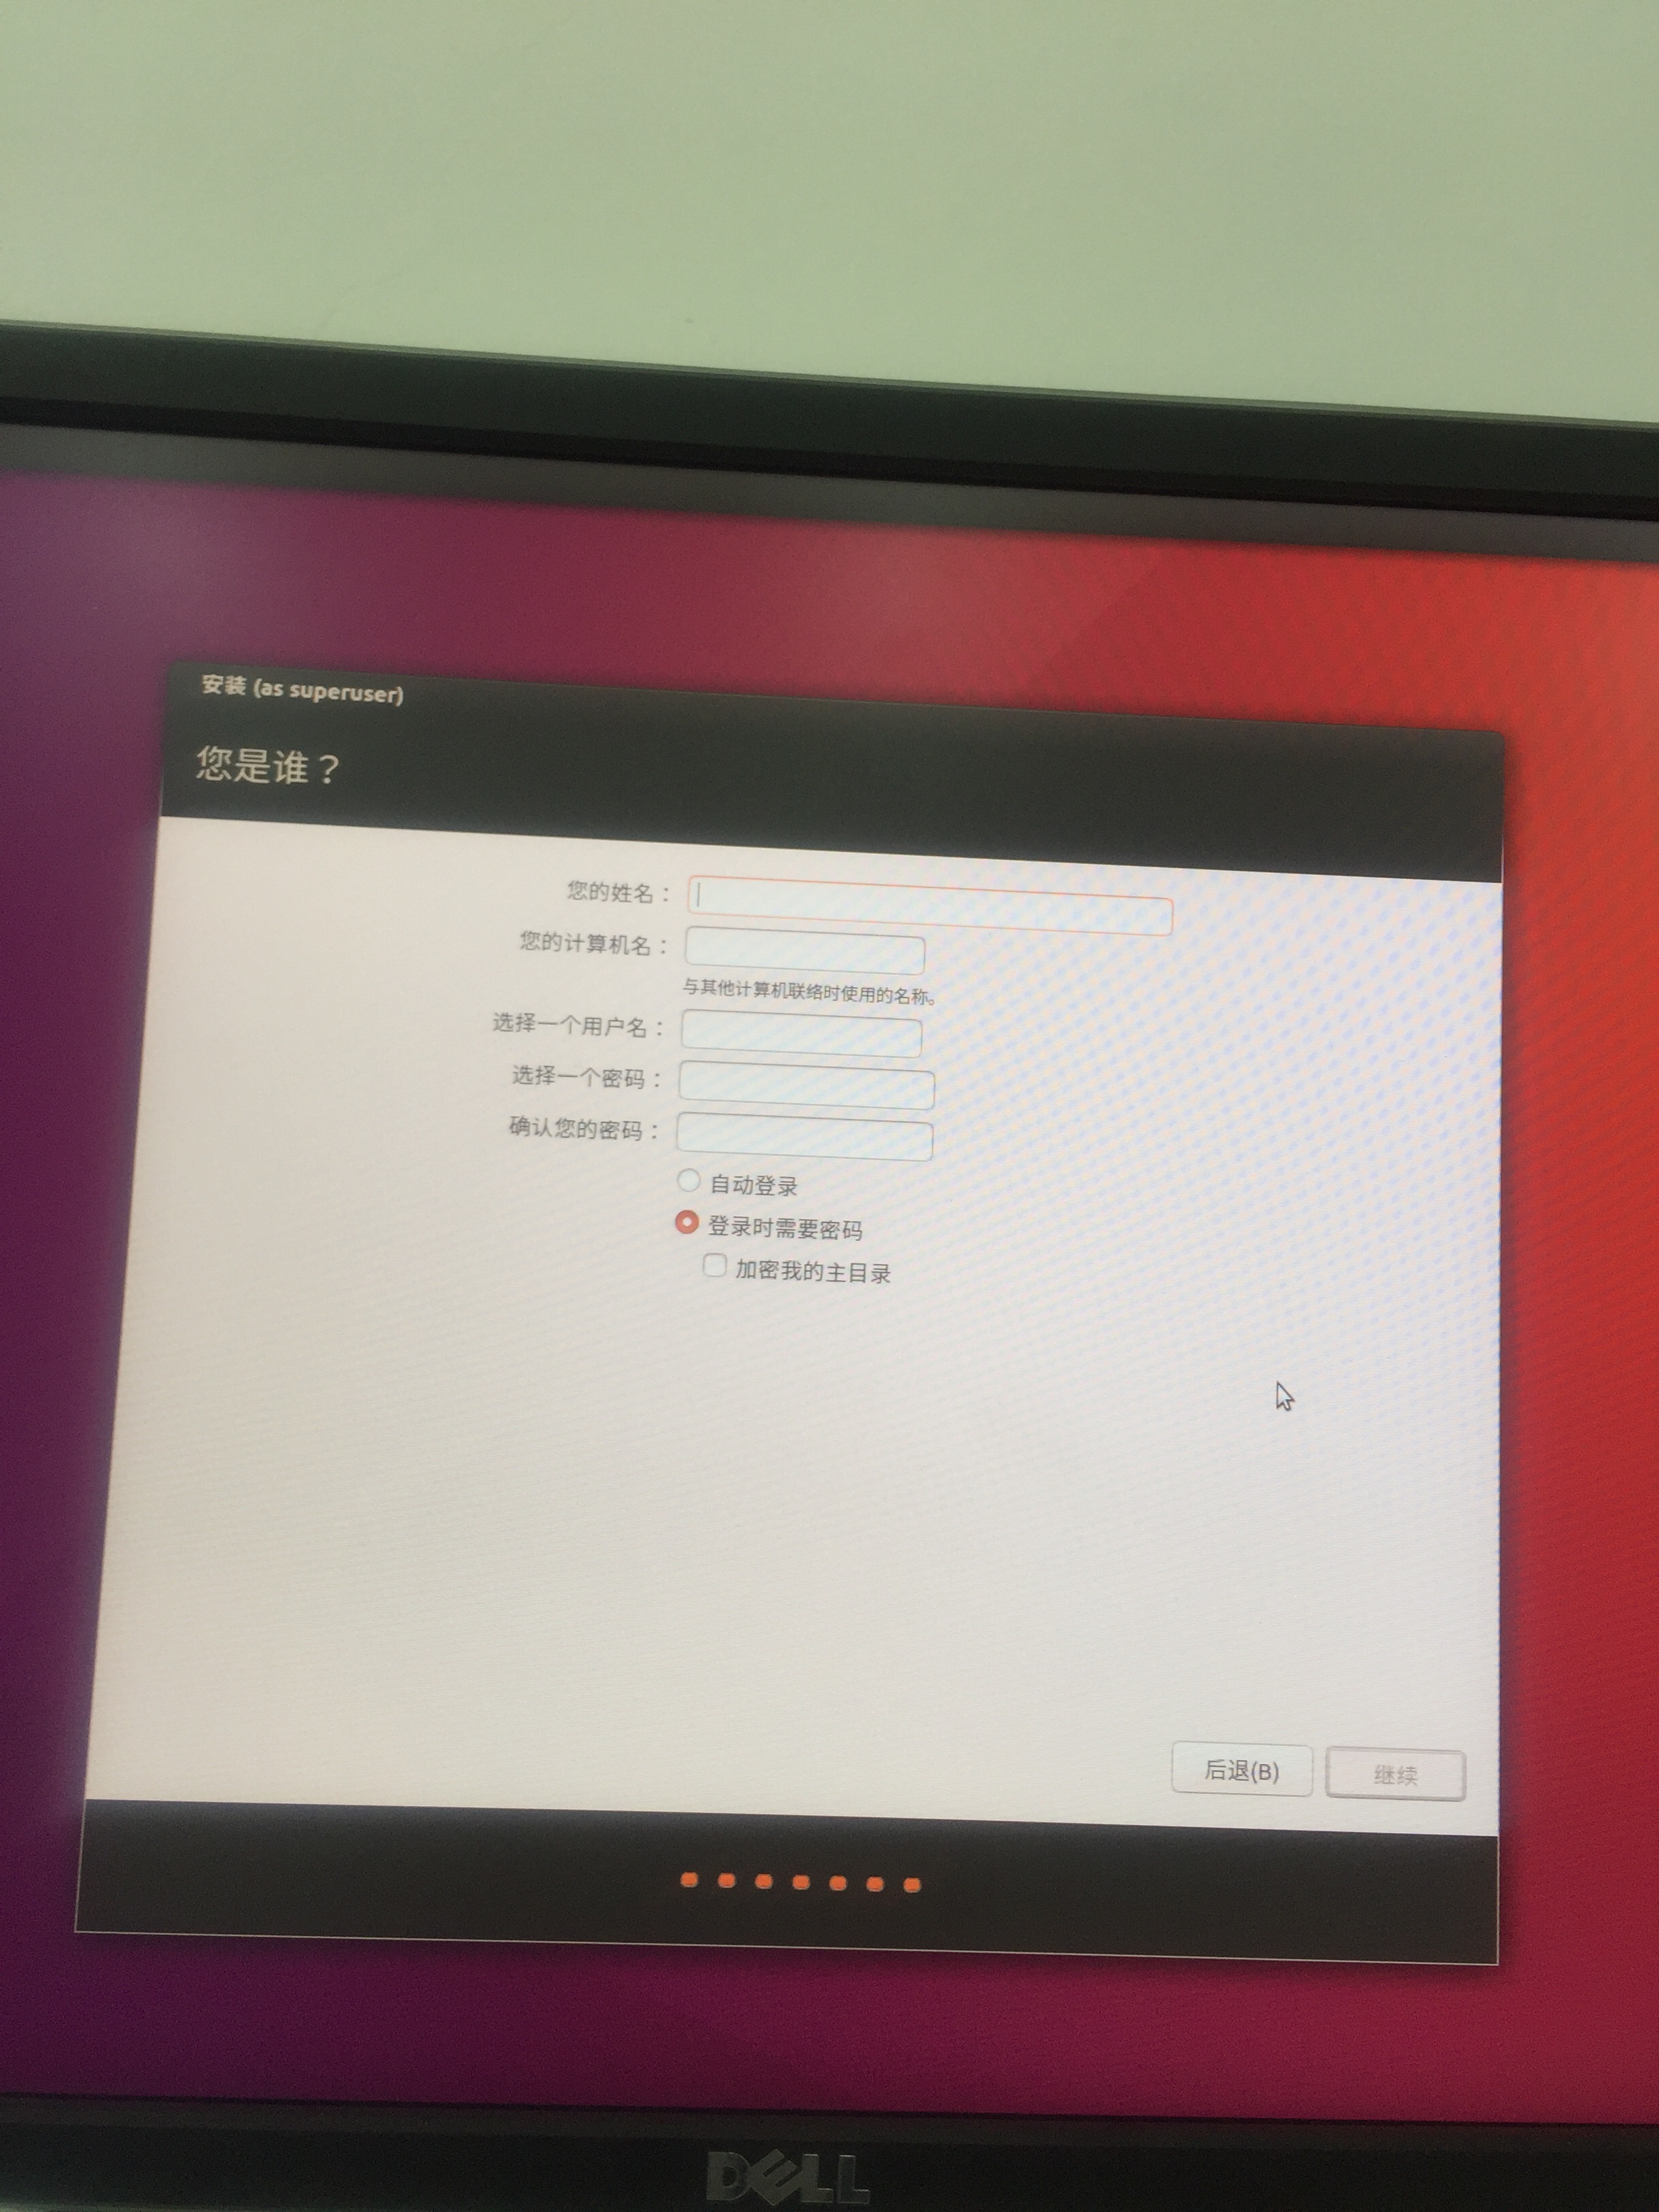 安装 (as superuser)
您是谁？
您的姓名：
您的计算机名：
与其他计算机联络时使用的名称。
选择一个用户名：
选择一个密码：
确认您的密码：
自动登录
登录时需要密码
加密我的主目录
后退(B)
继续
DELL